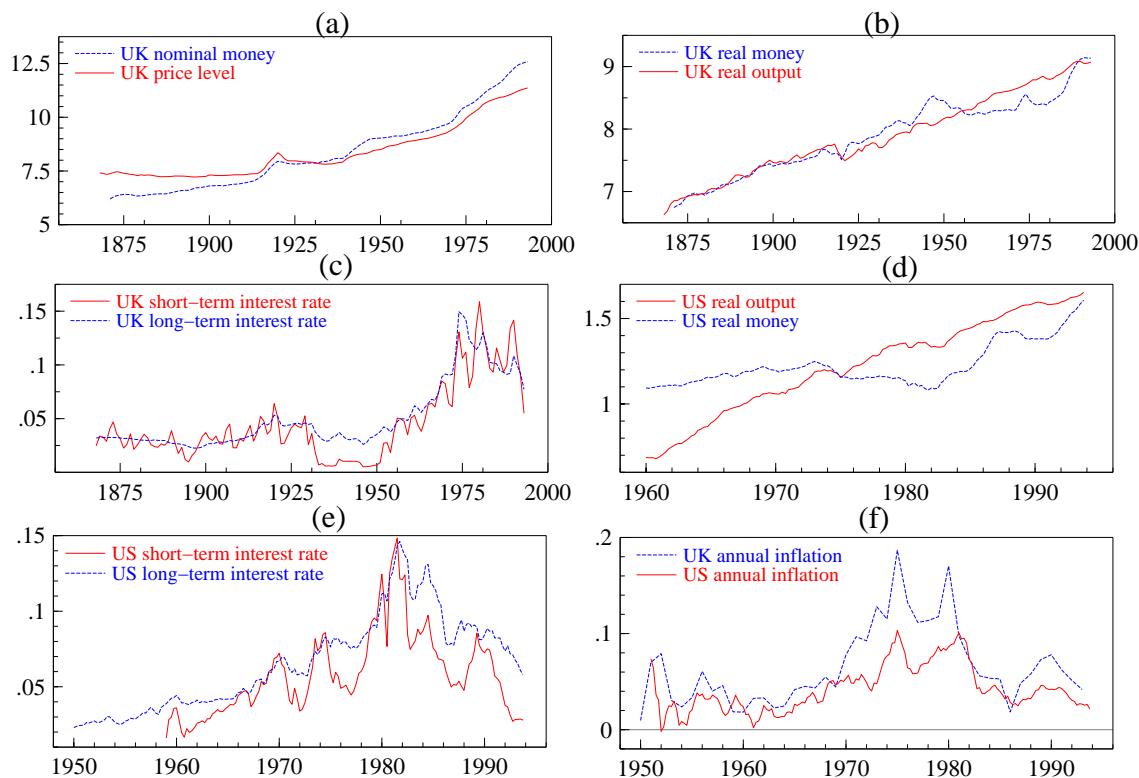 (a)
UK nominal money
UK price level
12.5
10
7.5
5
1875 1900 1925 1950 1975 2000
(b)
UK real money
UK real output
9
8
7
1875 1900 1925 1950 1975 2000
(c)
UK short-term interest rate
UK long-term interest rate
.15
.1
.05
1875 1900 1925 1950 1975 2000
(d)
US real output
US real money
1.5
1
1960 1970 1980 1990
(e)
US short-term interest rate
US long-term interest rate
.15
.1
.05
1950 1960 1970 1980 1990
(f)
UK annual inflation
US annual inflation
.2
.1
0
1950 1960 1970 1980 1990